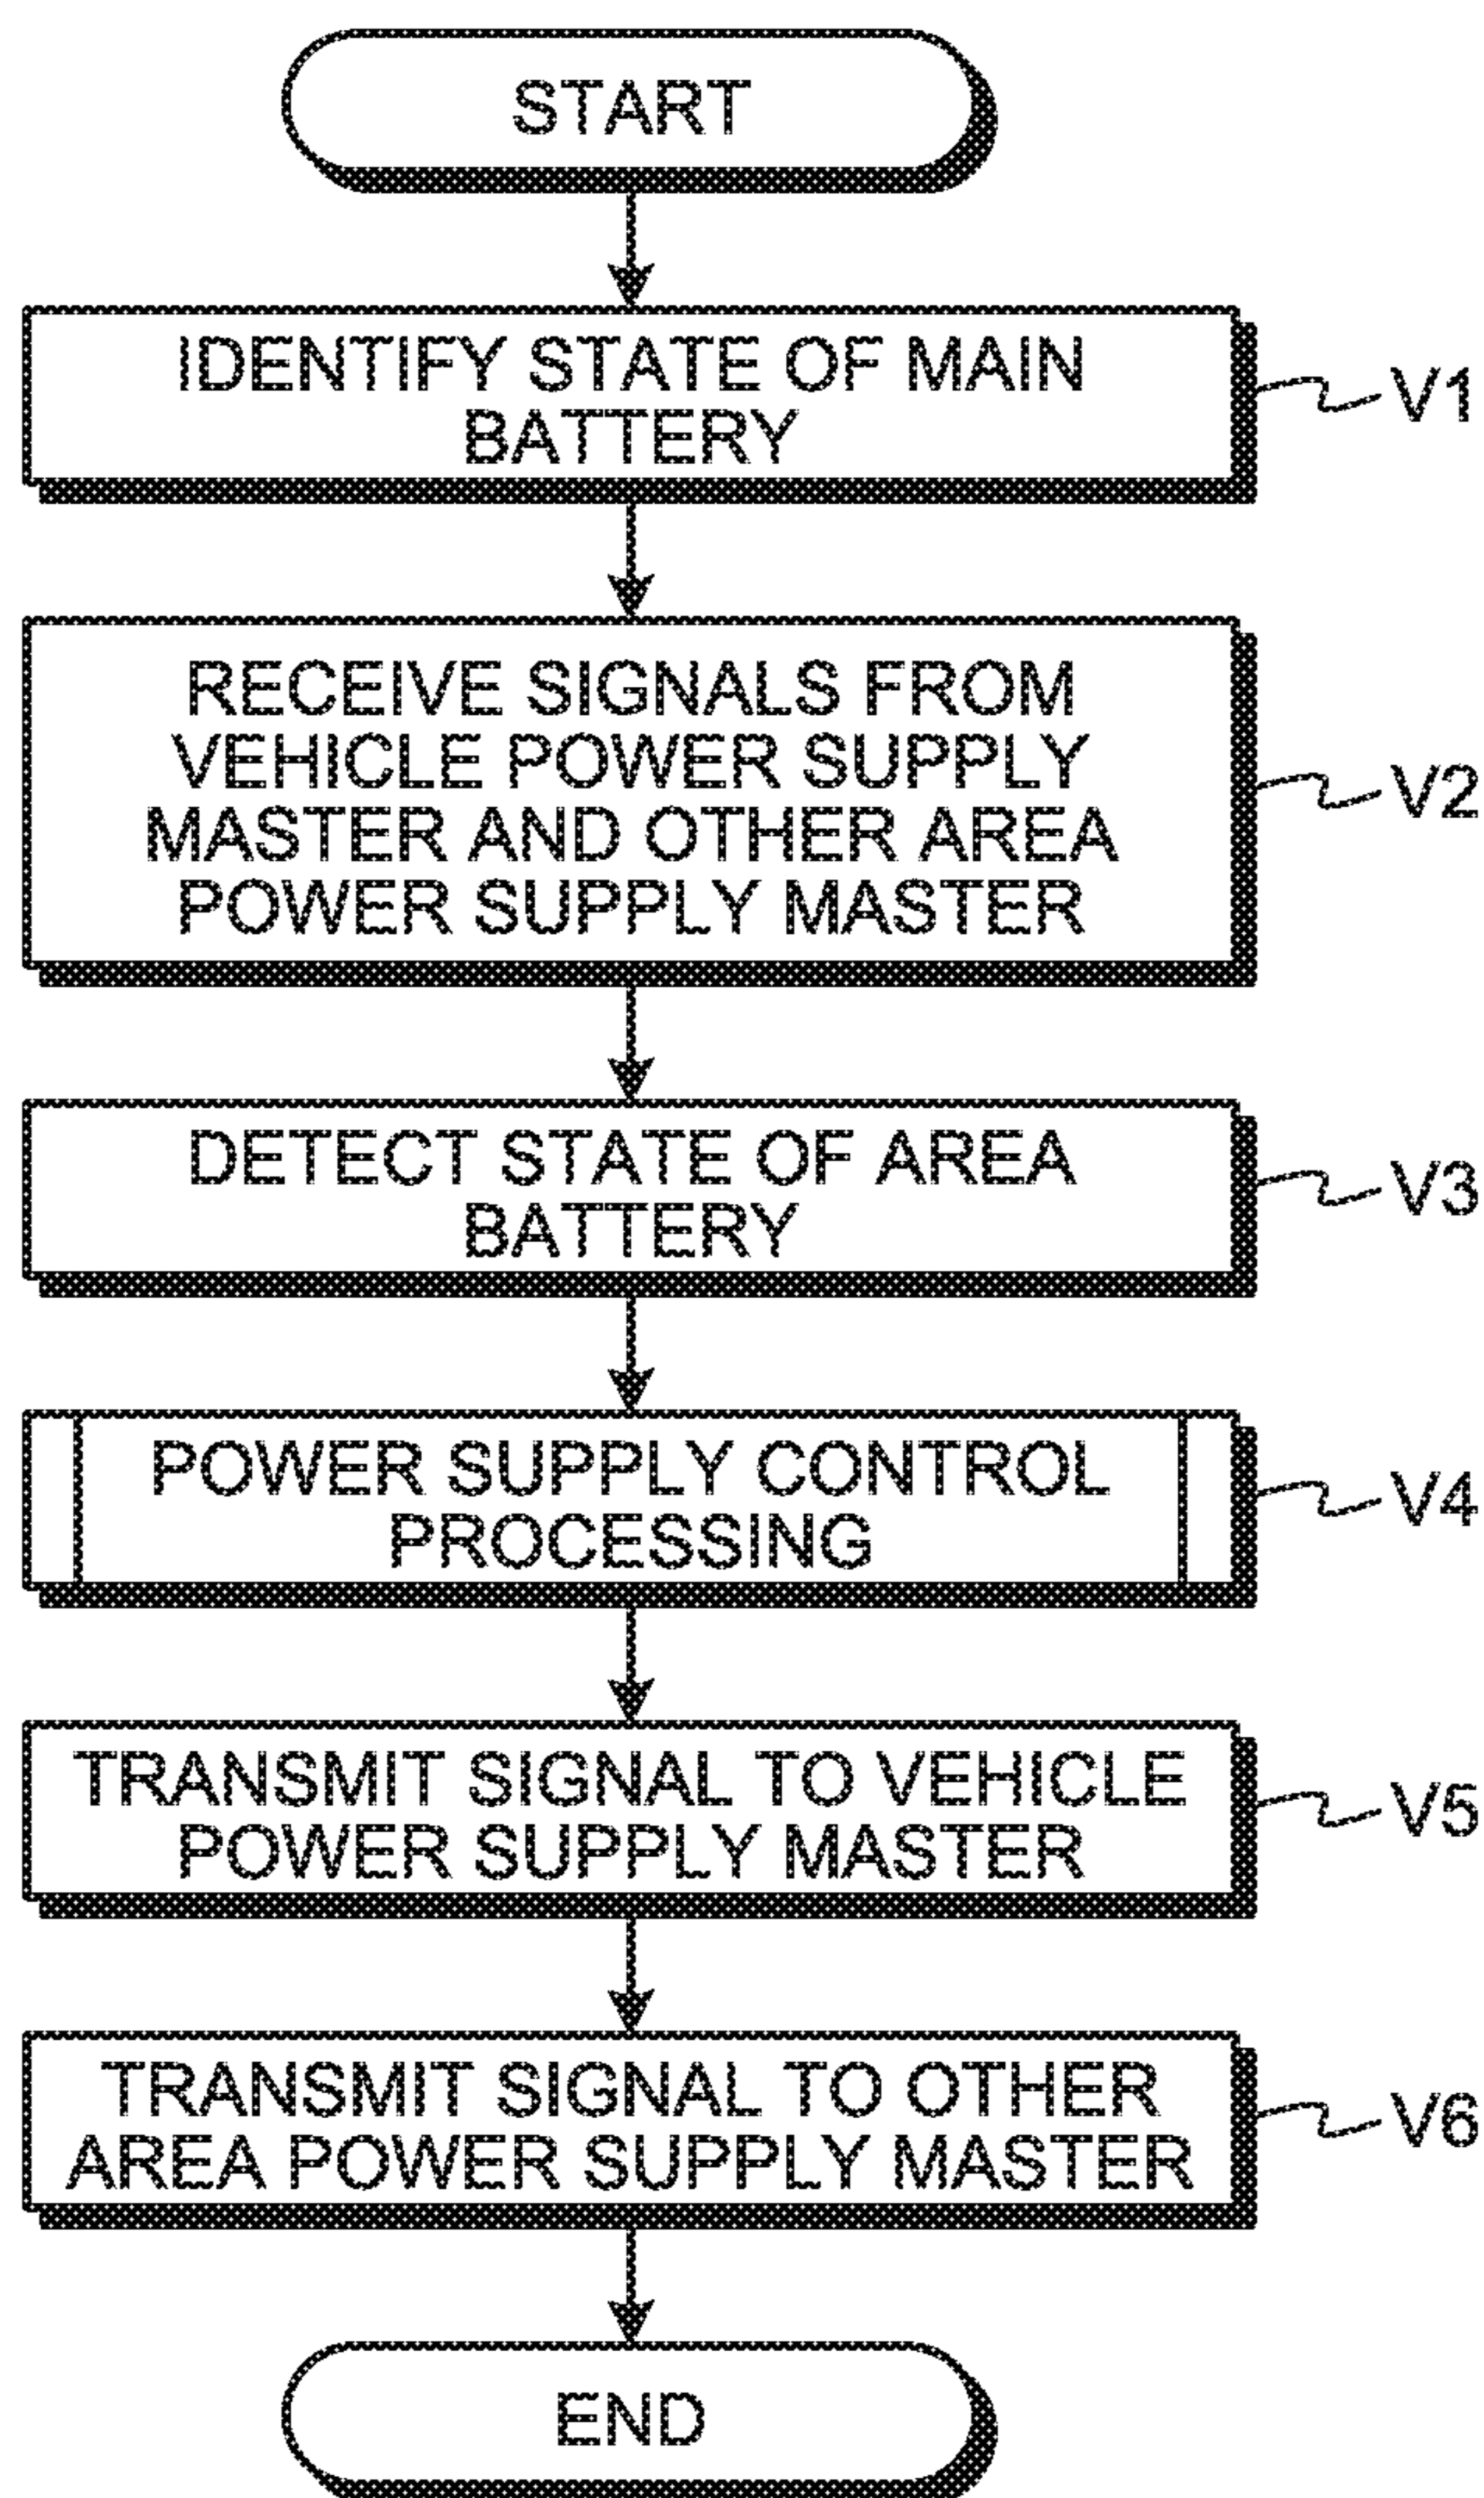 START
IDENTIFY STATE OF MAIN
BATTERY
V1
RECEIVE SIGNALS FROM
VEHICLE POWER SUPPLY
MASTER AND OTHER AREA
POWER SUPPLY MASTER
V2
DETECT STATE OF AREA
BATTERY
V3
POWER SUPPLY CONTROL
PROCESSING
V4
TRANSMIT SIGNAL TO VEHICLE
POWER SUPPLY MASTER
V5
TRANSMIT SIGNAL TO OTHER
AREA POWER SUPPLY MASTER
V6
END